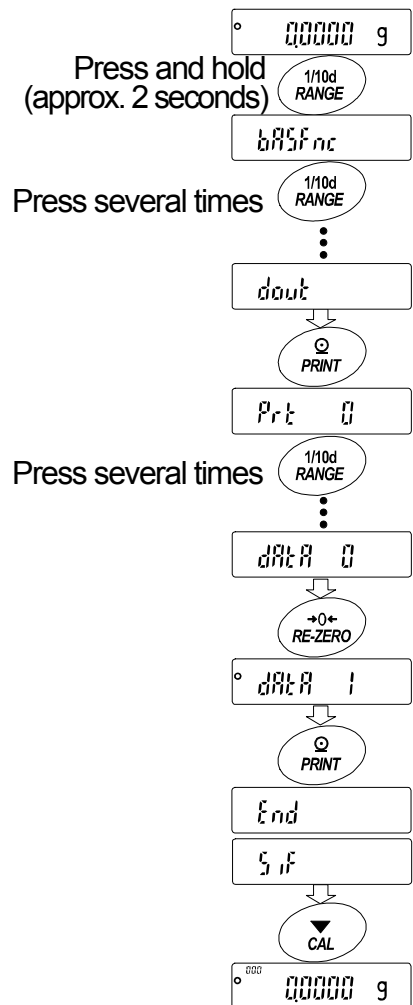 0.0000 g
Press and hold
(approx. 2 seconds)
1/10d
RANGE
bASFnc
Press several times
1/10d
RANGE
dout
PRINT
Prt 0
Press several times
1/10d
RANGE
dAtA 0
→0←
RE-ZERO
dAtA 1
PRINT
End
SiF
CAL
000
0.0000 g